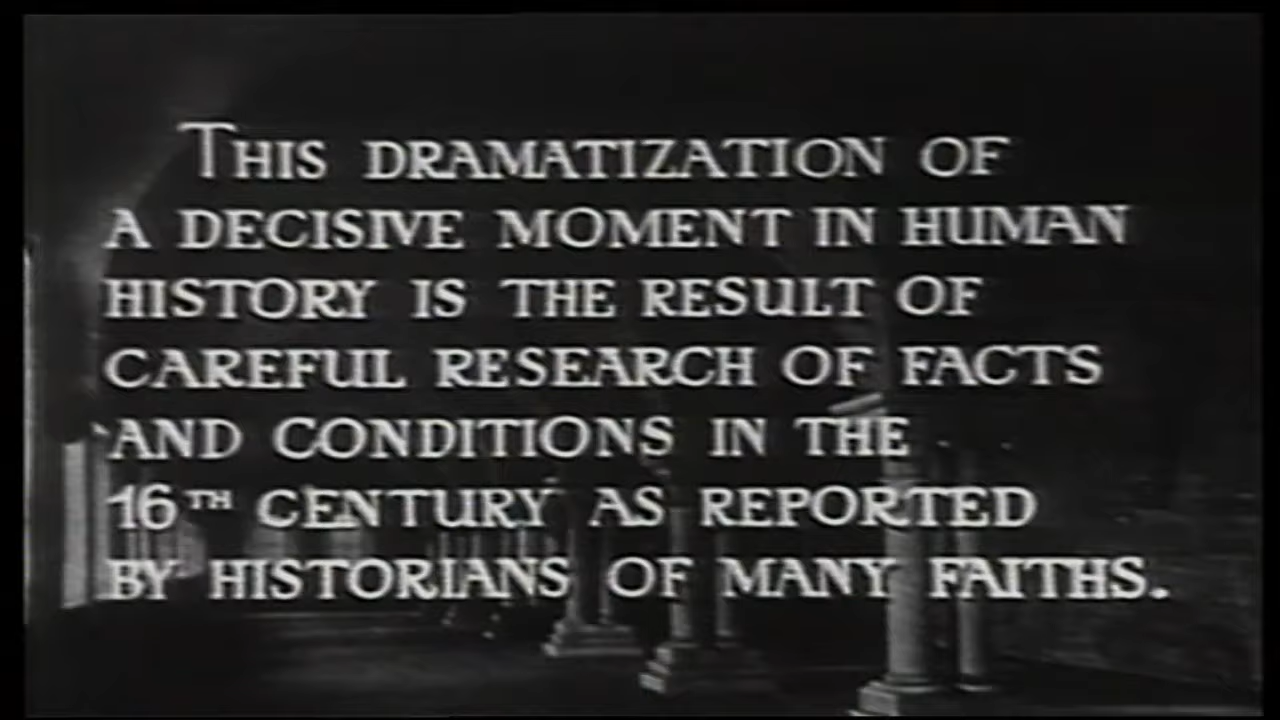 THIS DRAMATIZATION OF
A DECISIVE MOMENT IN HUMAN
HISTORY IS THE RESULT OF
CAREFUL RESEARCH OF FACTS
AND CONDITIONS IN THE
16TH CENTURY AS REPORTED
BY HISTORIANS OF MANY FAITHS.